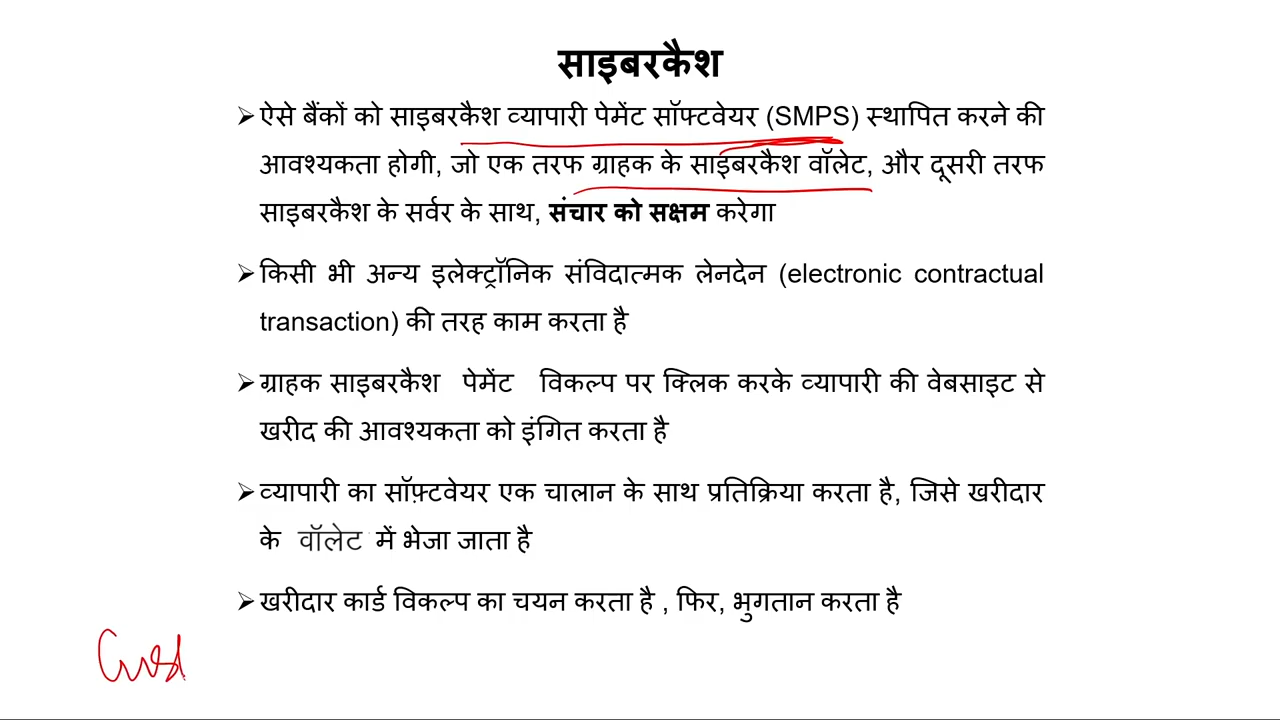 साइबरकैश
➢ ऐसे बैंकों को साइबरकैश व्यापारी पेमेंट सॉफ्टवेयर (SMPS) स्थापित करने की
आवश्यकता होगी, जो एक तरफ ग्राहक के साइबरकैश वॉलेट, और दूसरी तरफ
साइबरकैश के सर्वर के साथ, संचार को सक्षम करेगा
➢ किसी भी अन्य इलेक्ट्रॉनिक संविदात्मक लेनदेन (electronic contractual
transaction) की तरह काम करता है
➢ ग्राहक साइबरकैश पेमेंट विकल्प पर क्लिक करके व्यापारी की वेबसाइट से
खरीद की आवश्यकता को इंगित करता है
➢ व्यापारी का सॉफ़्टवेयर एक चालान के साथ प्रतिक्रिया करता है, जिसे खरीदार
के वॉलेट में भेजा जाता है
➢ खरीदार कार्ड विकल्प का चयन करता है , फिर, भुगतान करता है